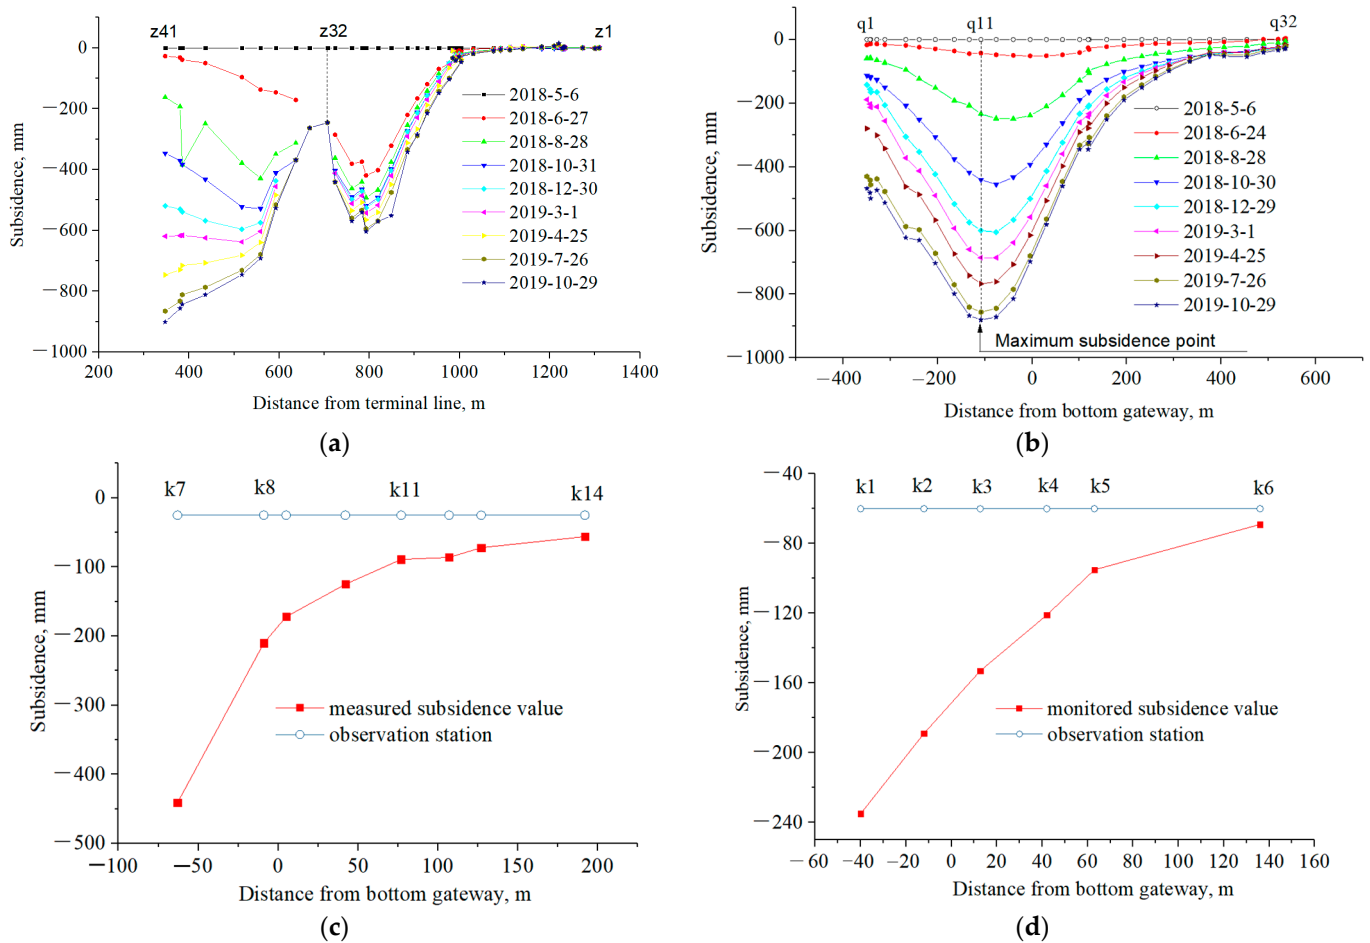 z41
z32
z1
0
−200
−400
−600
−800
−1000
200
400
600
800
1000
1200
1400
Subsidence, mm
Distance from terminal line, m
2018-5-6
2018-6-27
2018-8-28
2018-10-31
2018-12-30
2019-3-1
2019-4-25
2019-7-26
2019-10-29
(a)
q1
q11
q32
0
−200
−400
−600
−800
−1000
−400
−200
0
200
400
600
Subsidence, mm
Distance from bottom gateway, m
2018-5-6
2018-6-24
2018-8-28
2018-10-30
2018-12-29
2019-3-1
2019-4-25
2019-7-26
2019-10-29
Maximum subsidence point
(b)
k7
k8
k11
k14
0
−100
−200
−300
−400
−500
−100
−50
0
50
100
150
200
Subsidence, mm
Distance from bottom gateway, m
measured subsidence value
observation station
(c)
k1
k2
k3
k4
k5
k6
−40
−80
−120
−160
−200
−240
−60
−40
−20
0
20
40
60
80
100
120
140
160
Subsidence, mm
Distance from bottom gateway, m
monitored subsidence value
observation station
(d)